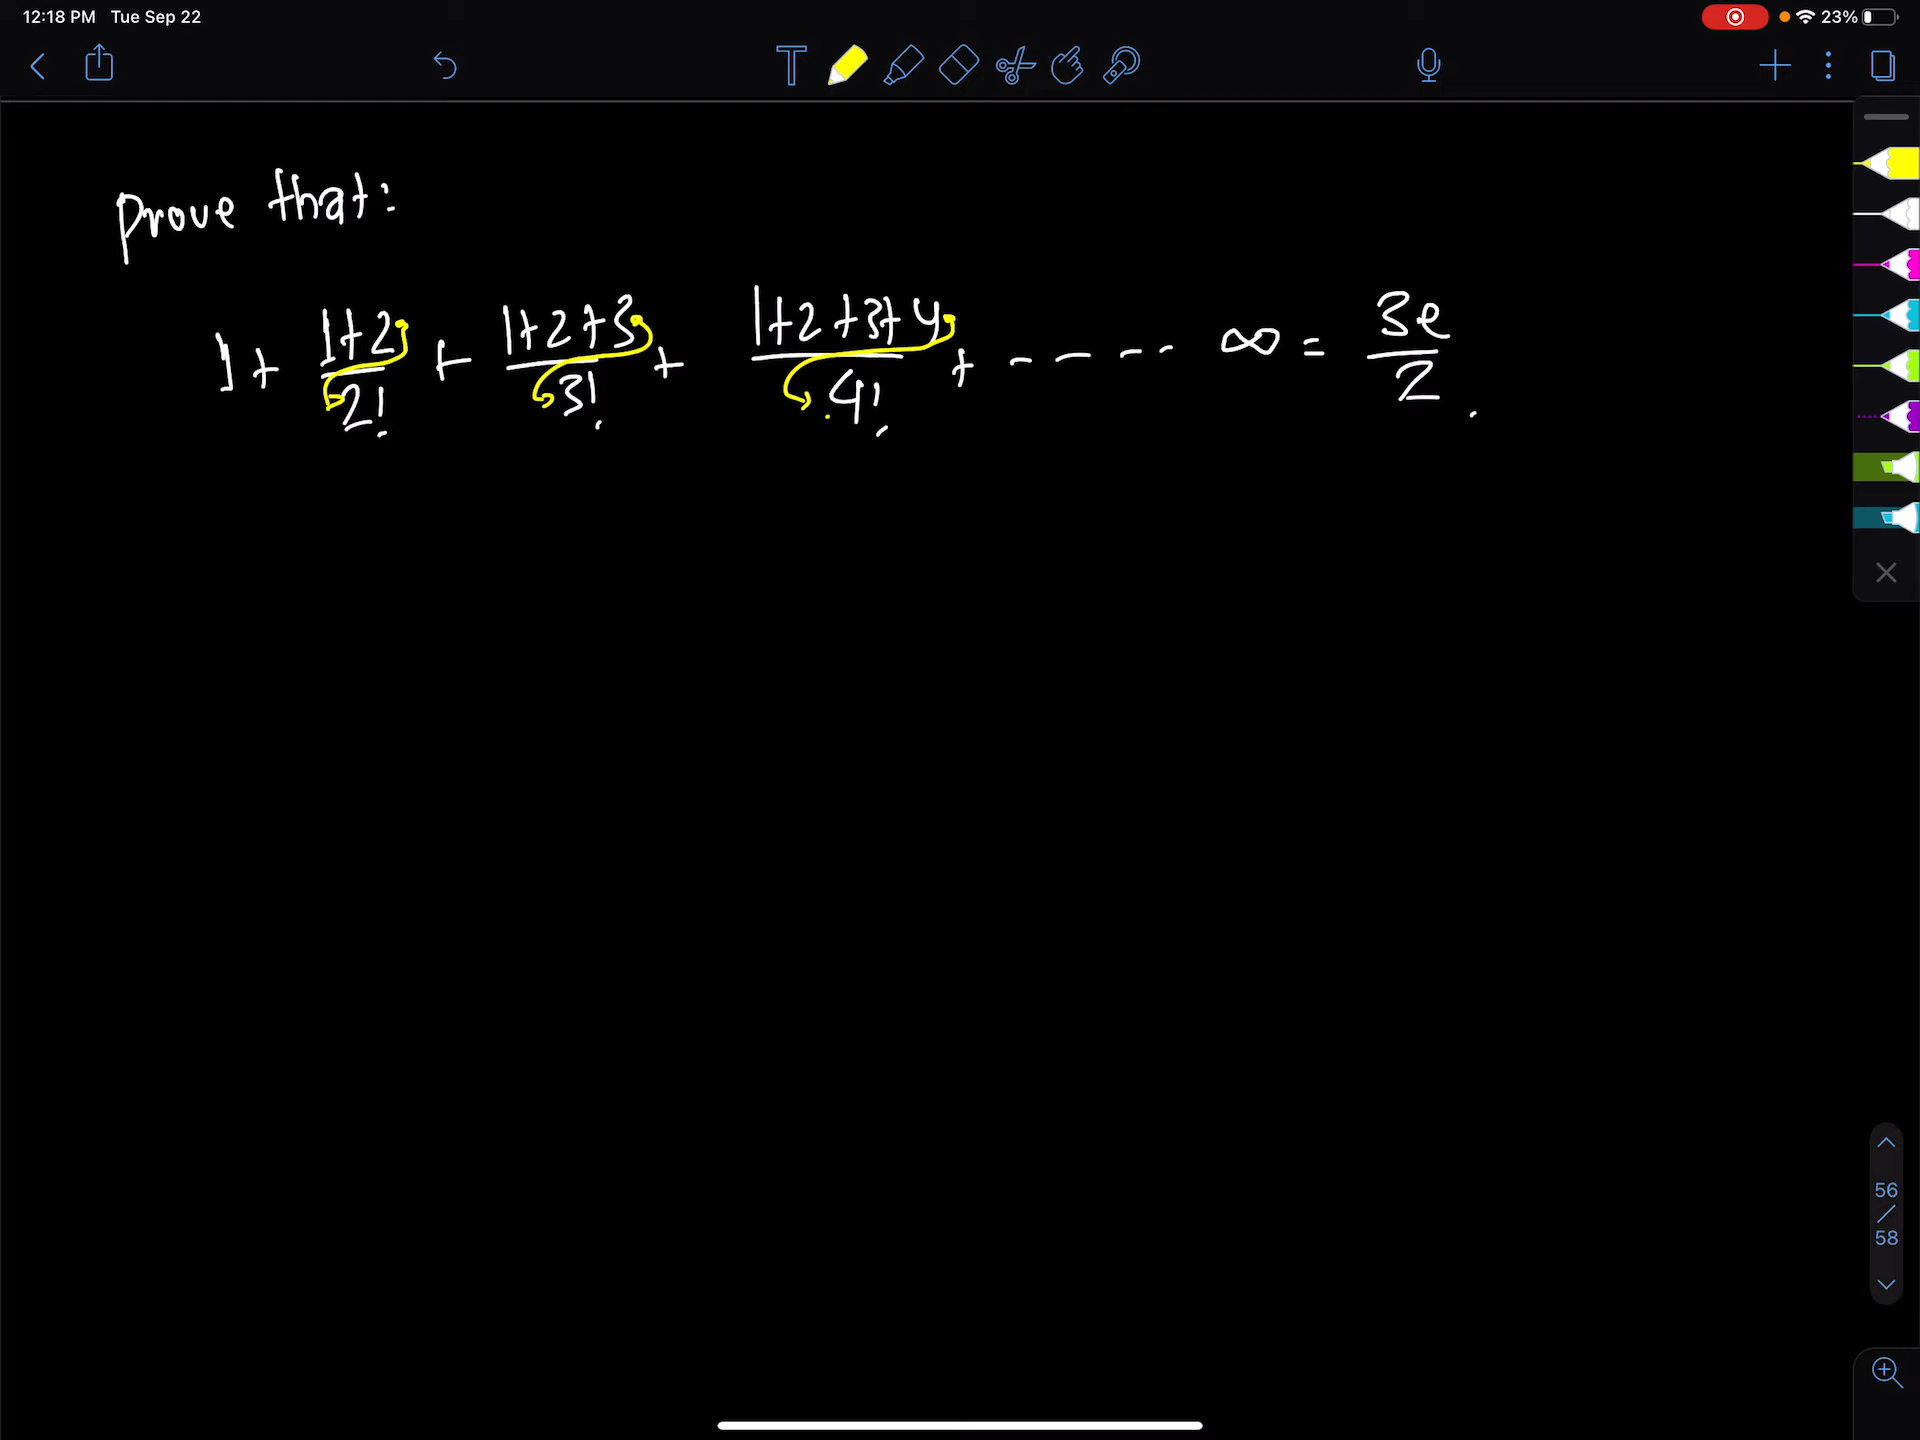 12:18 PM Tue Sep 22 23%
T
prove that:
1 + (1+2)/2! + (1+2+3)/3! + (1+2+3+4)/4! + - - - - - ∞ = 3e/2 .
56
/
58